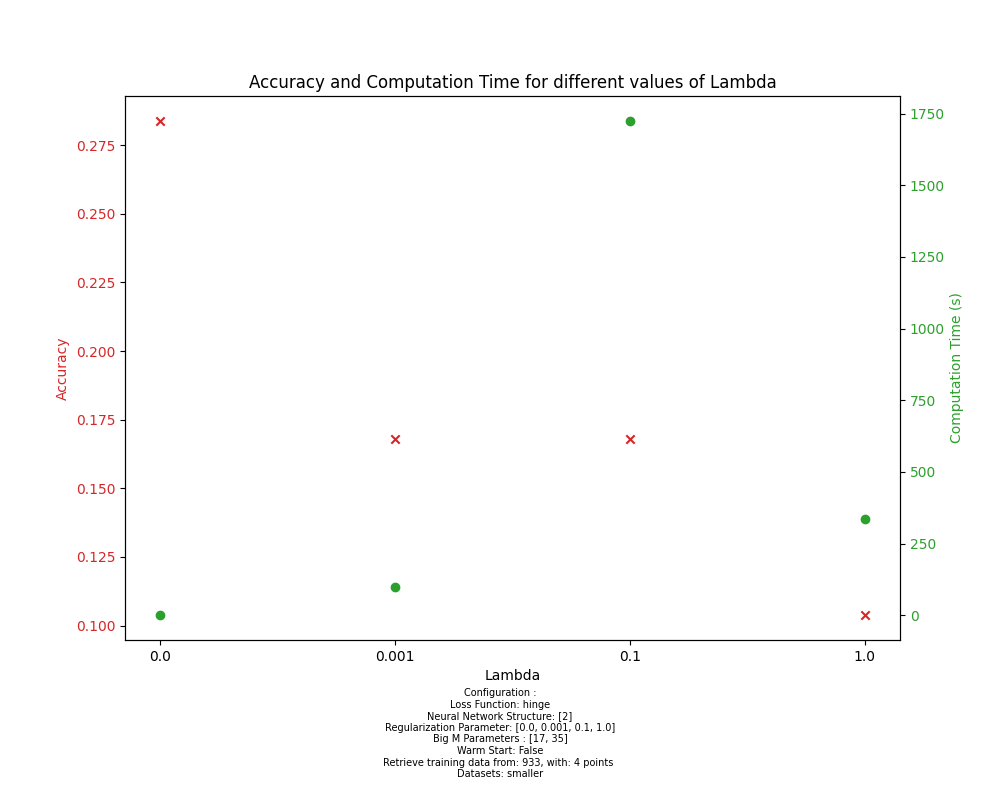 Accuracy and Computation Time for different values of Lambda
Accuracy
0.275
0.250
0.225
0.200
0.175
0.150
0.125
0.100
1750
1500
1250
1000
750
500
250
0
Computation Time (s)
0.0
0.001
0.1
1.0
Lambda
Configuration :
Loss Function: hinge
Neural Network Structure: [2]
Regularization Parameter: [0.0, 0.001, 0.1, 1.0]
Big M Parameters : [17, 35]
Warm Start: False
Retrieve training data from: 933, with: 4 points
Datasets: smaller